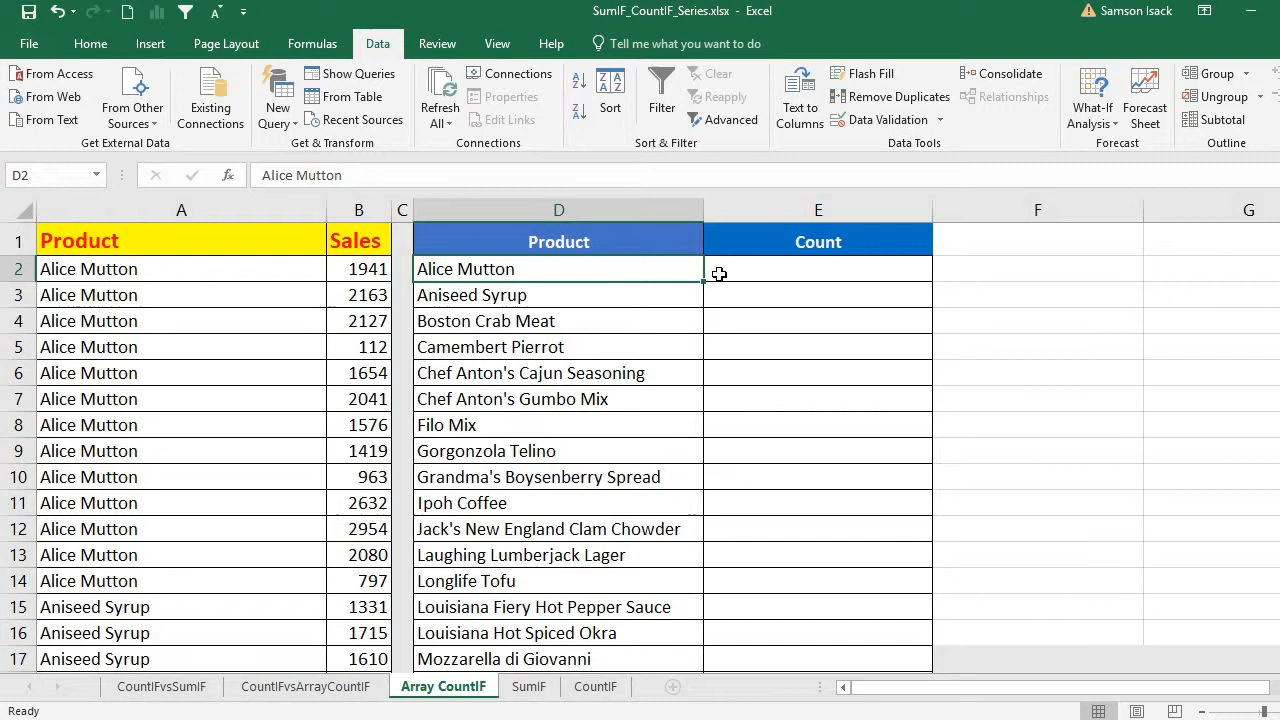 SumIF_CountIF_Series.xlsx - Excel
Samson Isack
File Home Insert Page Layout Formulas Data Review View Help Tell me what you want to do
From Access
From Web
From Text
From Other Sources
Existing Connections
Get External Data
New Query
Show Queries
From Table
Recent Sources
Get & Transform
Refresh All
Connections
Properties
Edit Links
Connections
Sort
Filter
Clear
Reapply
Advanced
Sort & Filter
Text to Columns
Flash Fill
Remove Duplicates
Data Validation
Consolidate
Relationships
Data Tools
What-If Analysis
Forecast Sheet
Forecast
Group
Ungroup
Subtotal
Outline
D2 fx Alice Mutton
A B C D E F G
1 Product Sales Product Count
2 Alice Mutton 1941 Alice Mutton
3 Alice Mutton 2163 Aniseed Syrup
4 Alice Mutton 2127 Boston Crab Meat
5 Alice Mutton 112 Camembert Pierrot
6 Alice Mutton 1654 Chef Anton's Cajun Seasoning
7 Alice Mutton 2041 Chef Anton's Gumbo Mix
8 Alice Mutton 1576 Filo Mix
9 Alice Mutton 1419 Gorgonzola Telino
10 Alice Mutton 963 Grandma's Boysenberry Spread
11 Alice Mutton 2632 Ipoh Coffee
12 Alice Mutton 2954 Jack's New England Clam Chowder
13 Alice Mutton 2080 Laughing Lumberjack Lager
14 Alice Mutton 797 Longlife Tofu
15 Aniseed Syrup 1331 Louisiana Fiery Hot Pepper Sauce
16 Aniseed Syrup 1715 Louisiana Hot Spiced Okra
17 Aniseed Syrup 1610 Mozzarella di Giovanni
CountIFvsSumIF CountIFvsArrayCountIF Array CountIF SumIF CountIF
Ready